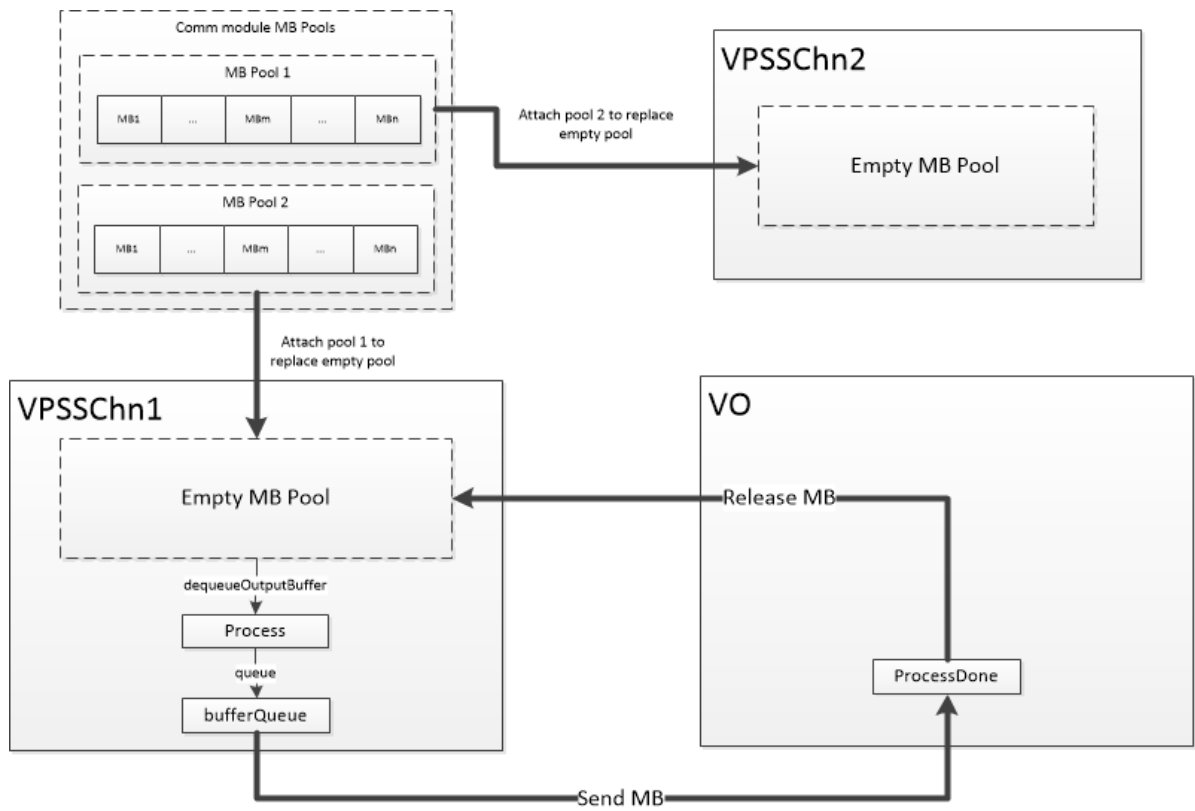 Comm module MB Pools
MB Pool 1
MB1 ... MBm ... MBn
MB Pool 2
MB1 ... MBm ... MBn
Attach pool 2 to replace
empty pool
VPSSChn2
Empty MB Pool
Attach pool 1 to
replace empty pool
VPSSChn1
Empty MB Pool
dequeueOutputBuffer
Process
queue
bufferQueue
VO
Release MB
ProcessDone
Send MB